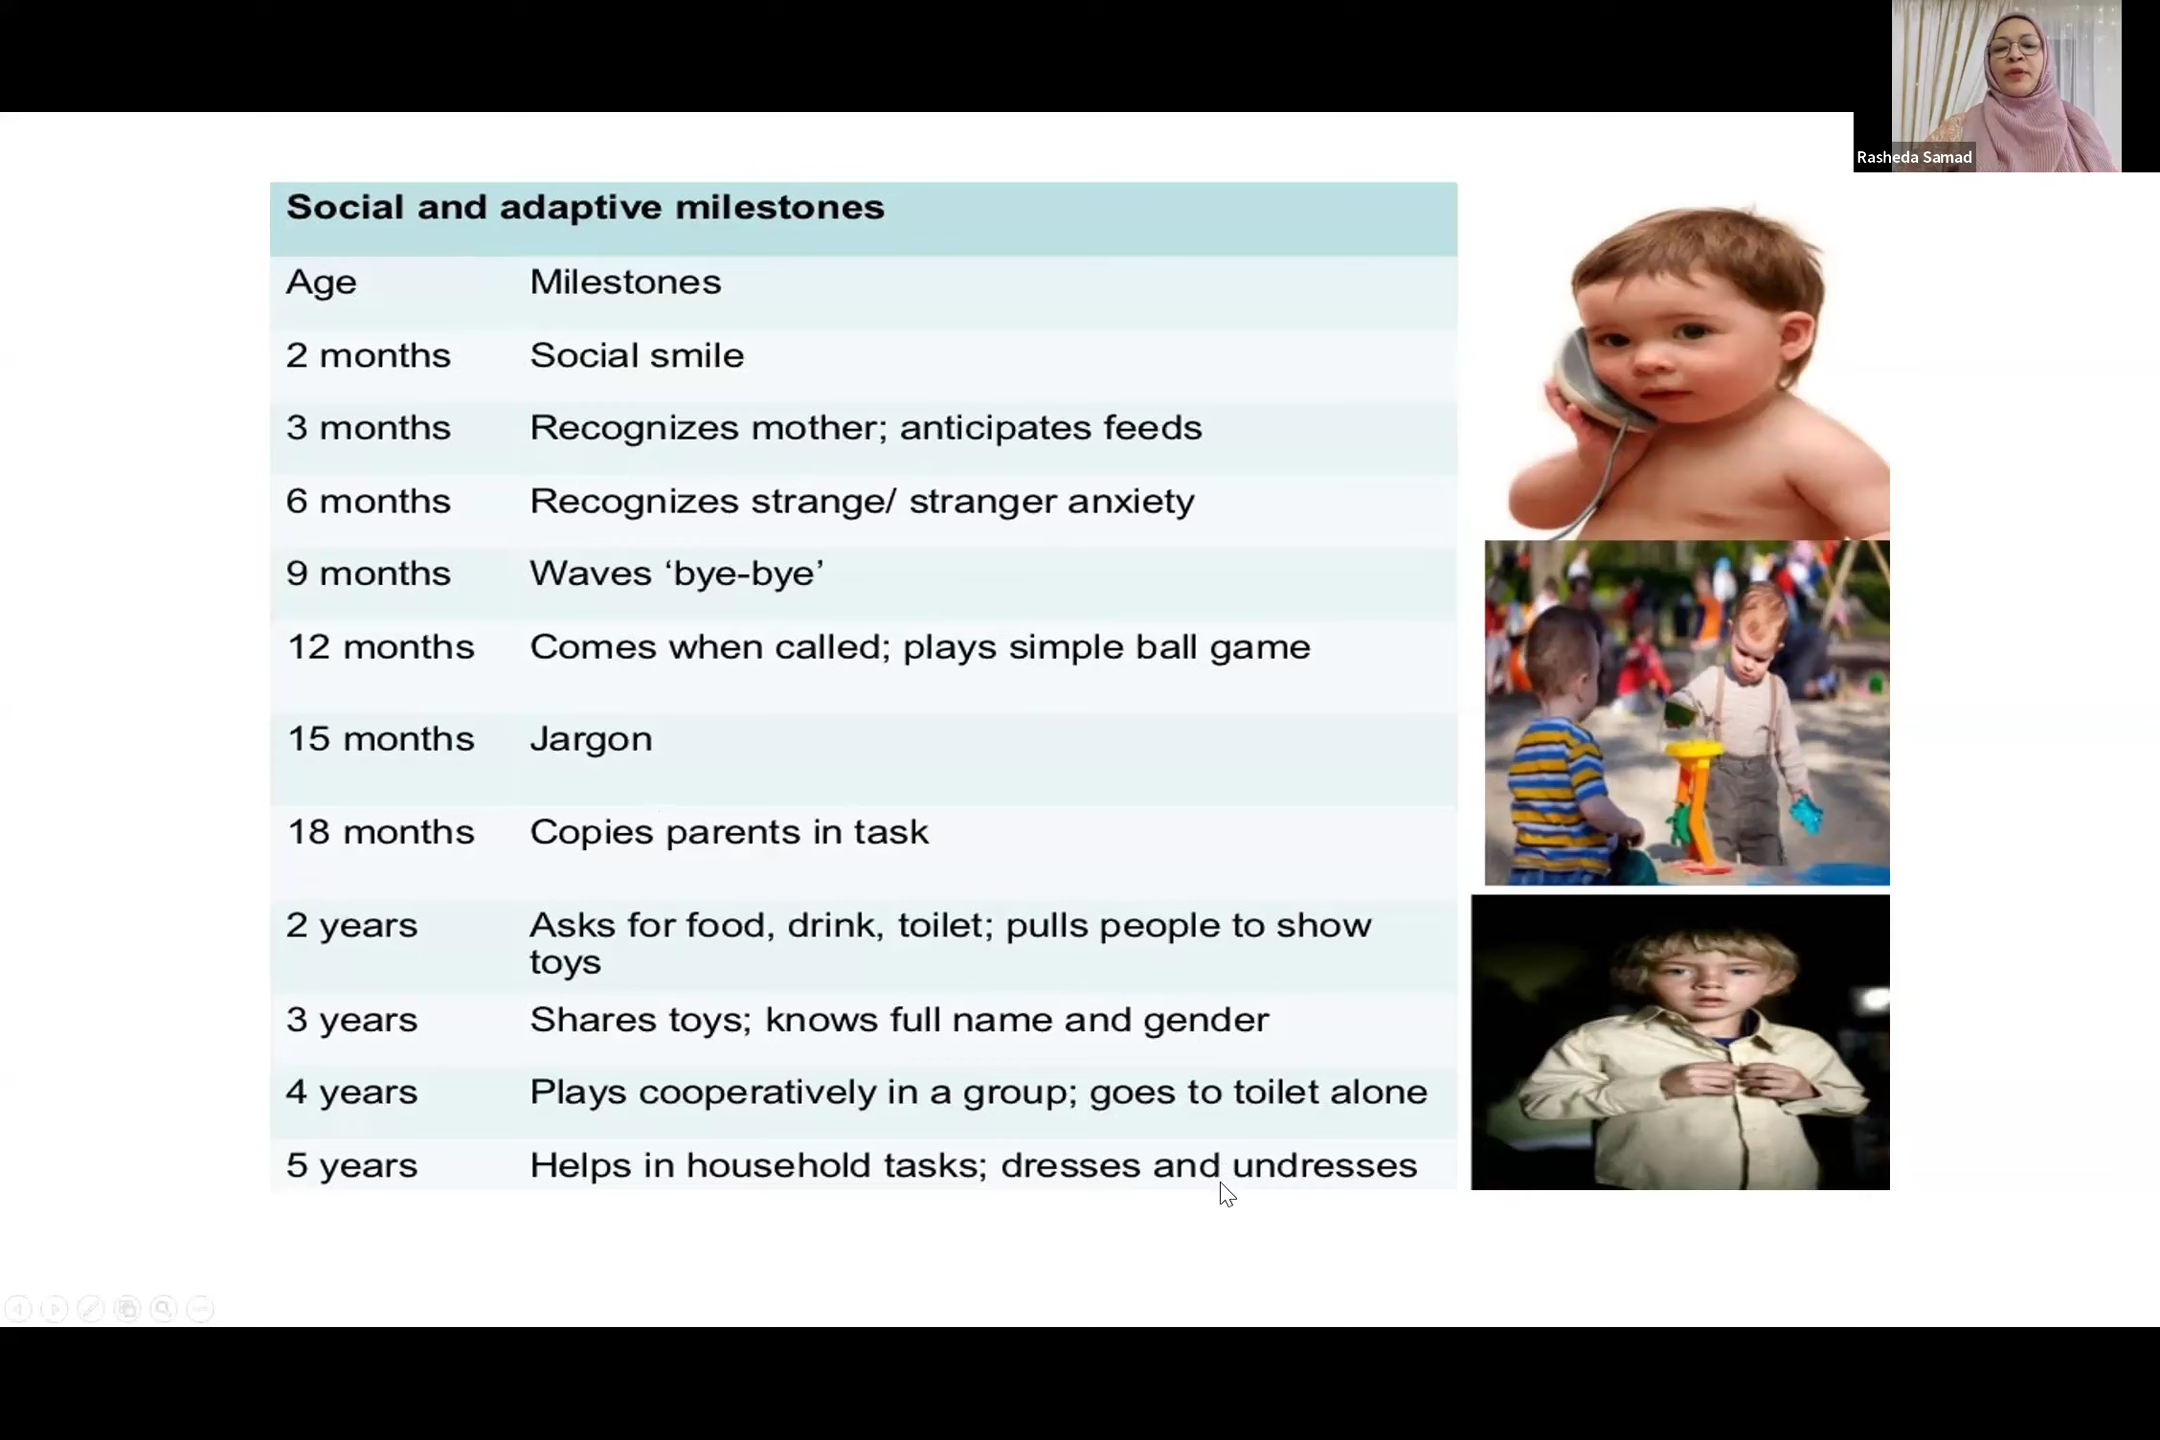 Rasheda Samad
Social and adaptive milestones
Age Milestones
2 months Social smile
3 months Recognizes mother; anticipates feeds
6 months Recognizes strange/ stranger anxiety
9 months Waves ‘bye-bye’
12 months Comes when called; plays simple ball game
15 months Jargon
18 months Copies parents in task
2 years Asks for food, drink, toilet; pulls people to show
toys
3 years Shares toys; knows full name and gender
4 years Plays cooperatively in a group; goes to toilet alone
5 years Helps in household tasks; dresses and undresses